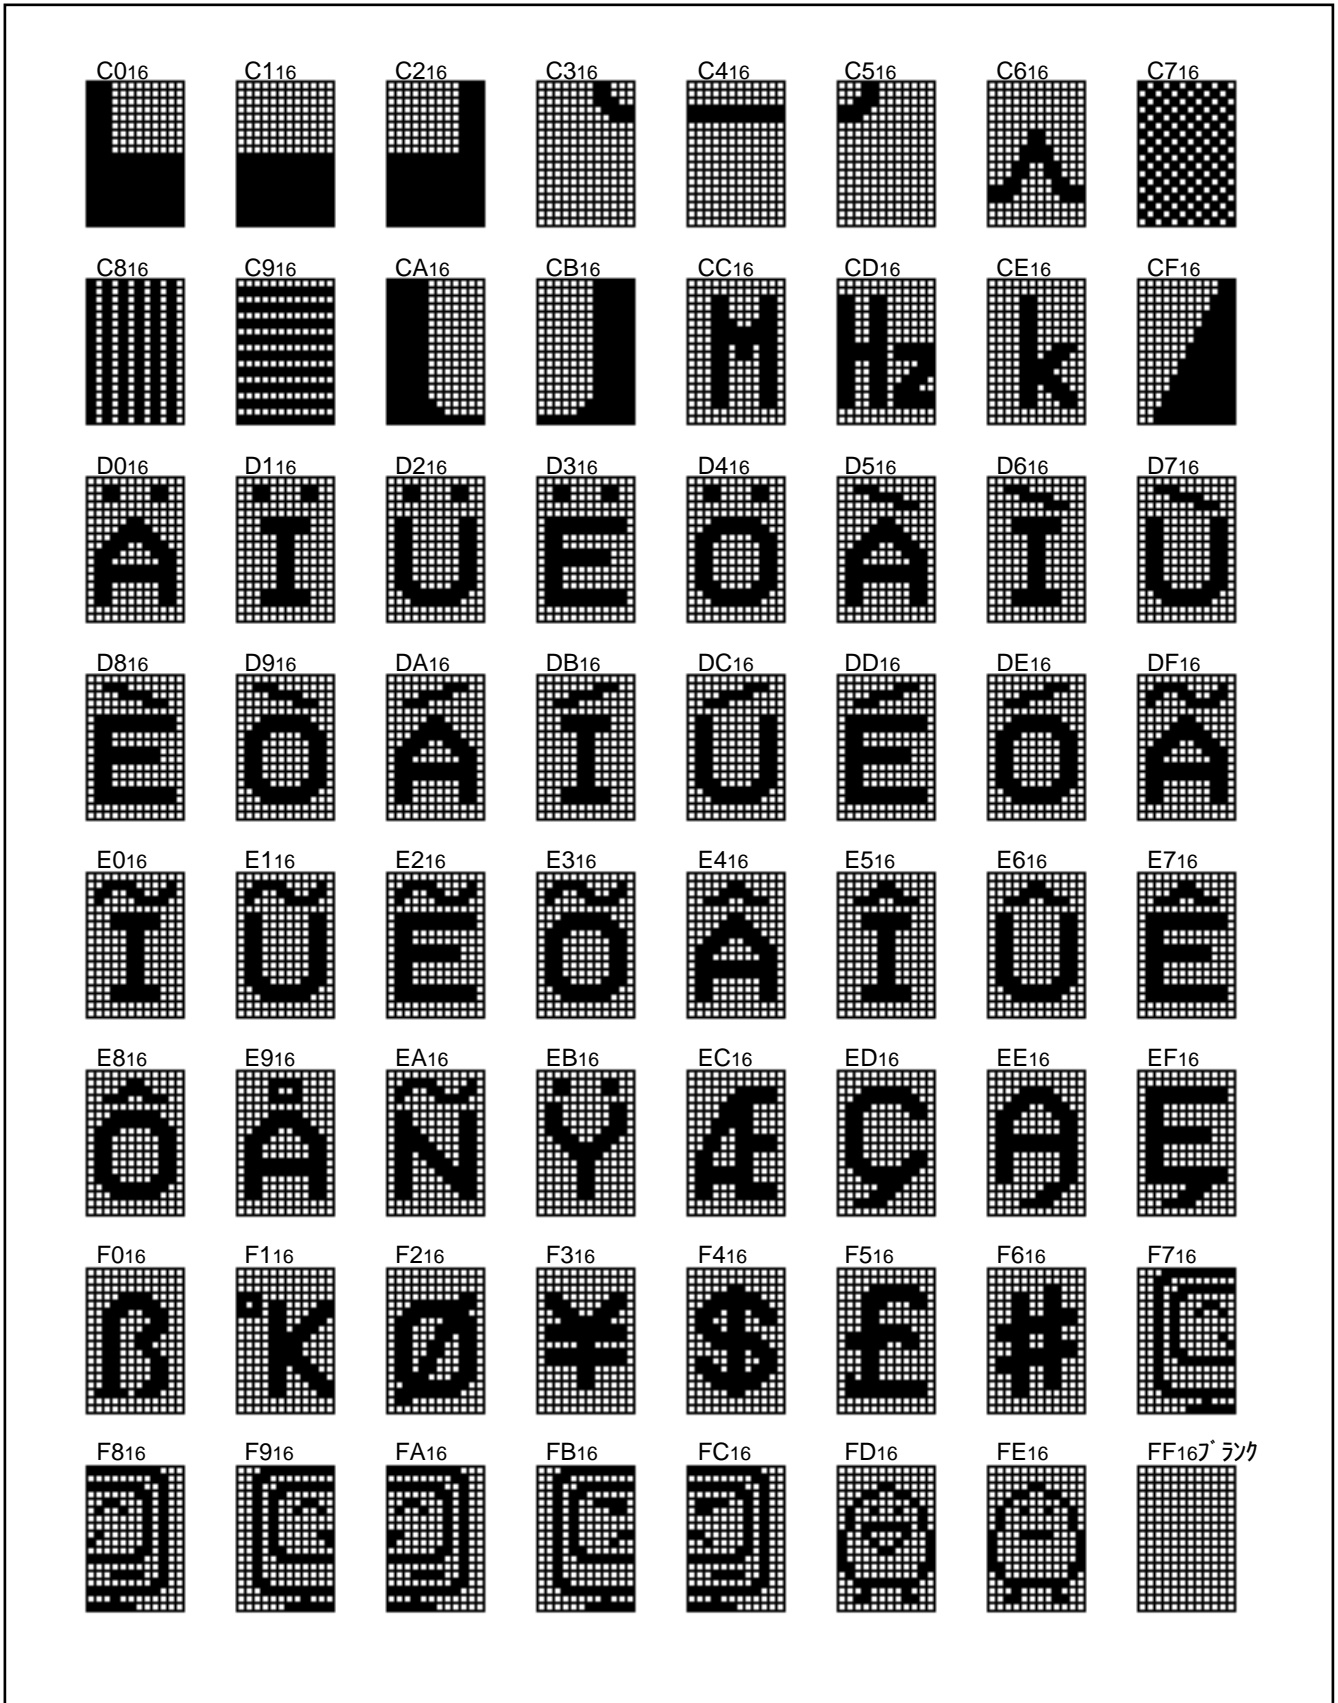 C016 C116 C216 C316 C416 C516 C616 C716
C816 C916 CA16 CB16 CC16 CD16 CE16 CF16
M Hz k
D016 D116 D216 D316 D416 D516 D616 D716
Ä Ï Ü Ë Ö À Ì Ù
D816 D916 DA16 DB16 DC16 DD16 DE16 DF16
È Ò Á Í Ú É Ó Ã
E016 E116 E216 E316 E416 E516 E616 E716
Ĩ Ũ Ẽ Õ Â Î Û Ê
E816 E916 EA16 EB16 EC16 ED16 EE16 EF16
Ô Å Ñ Ÿ Æ Ç Ą Ę
F016 F116 F216 F316 F416 F516 F616 F716
ß °K Ø ¥ $ £ #
F816 F916 FA16 FB16 FC16 FD16 FE16 FF16ブランク